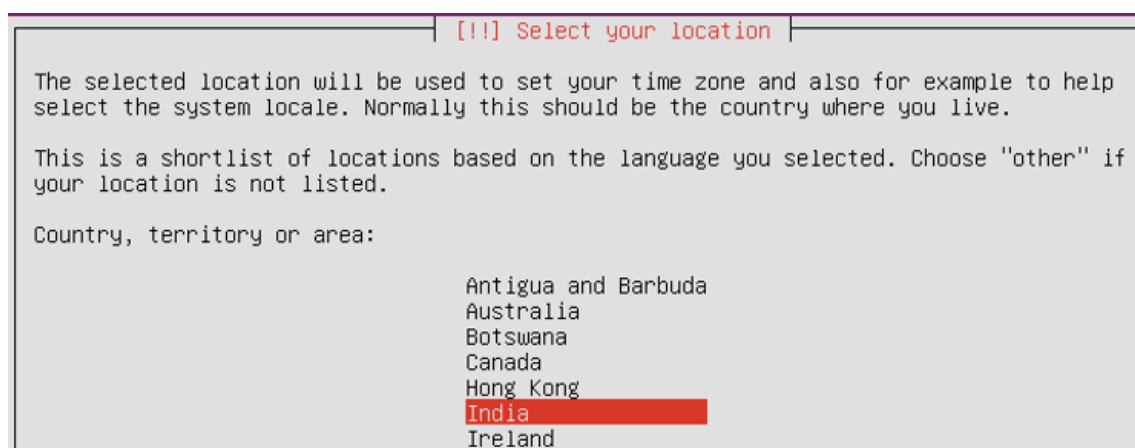 [!!] Select your location
The selected location will be used to set your time zone and also for example to help
select the system locale. Normally this should be the country where you live.
This is a shortlist of locations based on the language you selected. Choose "other" if
your location is not listed.
Country, territory or area:
Antigua and Barbuda
Australia
Botswana
Canada
Hong Kong
India
Ireland